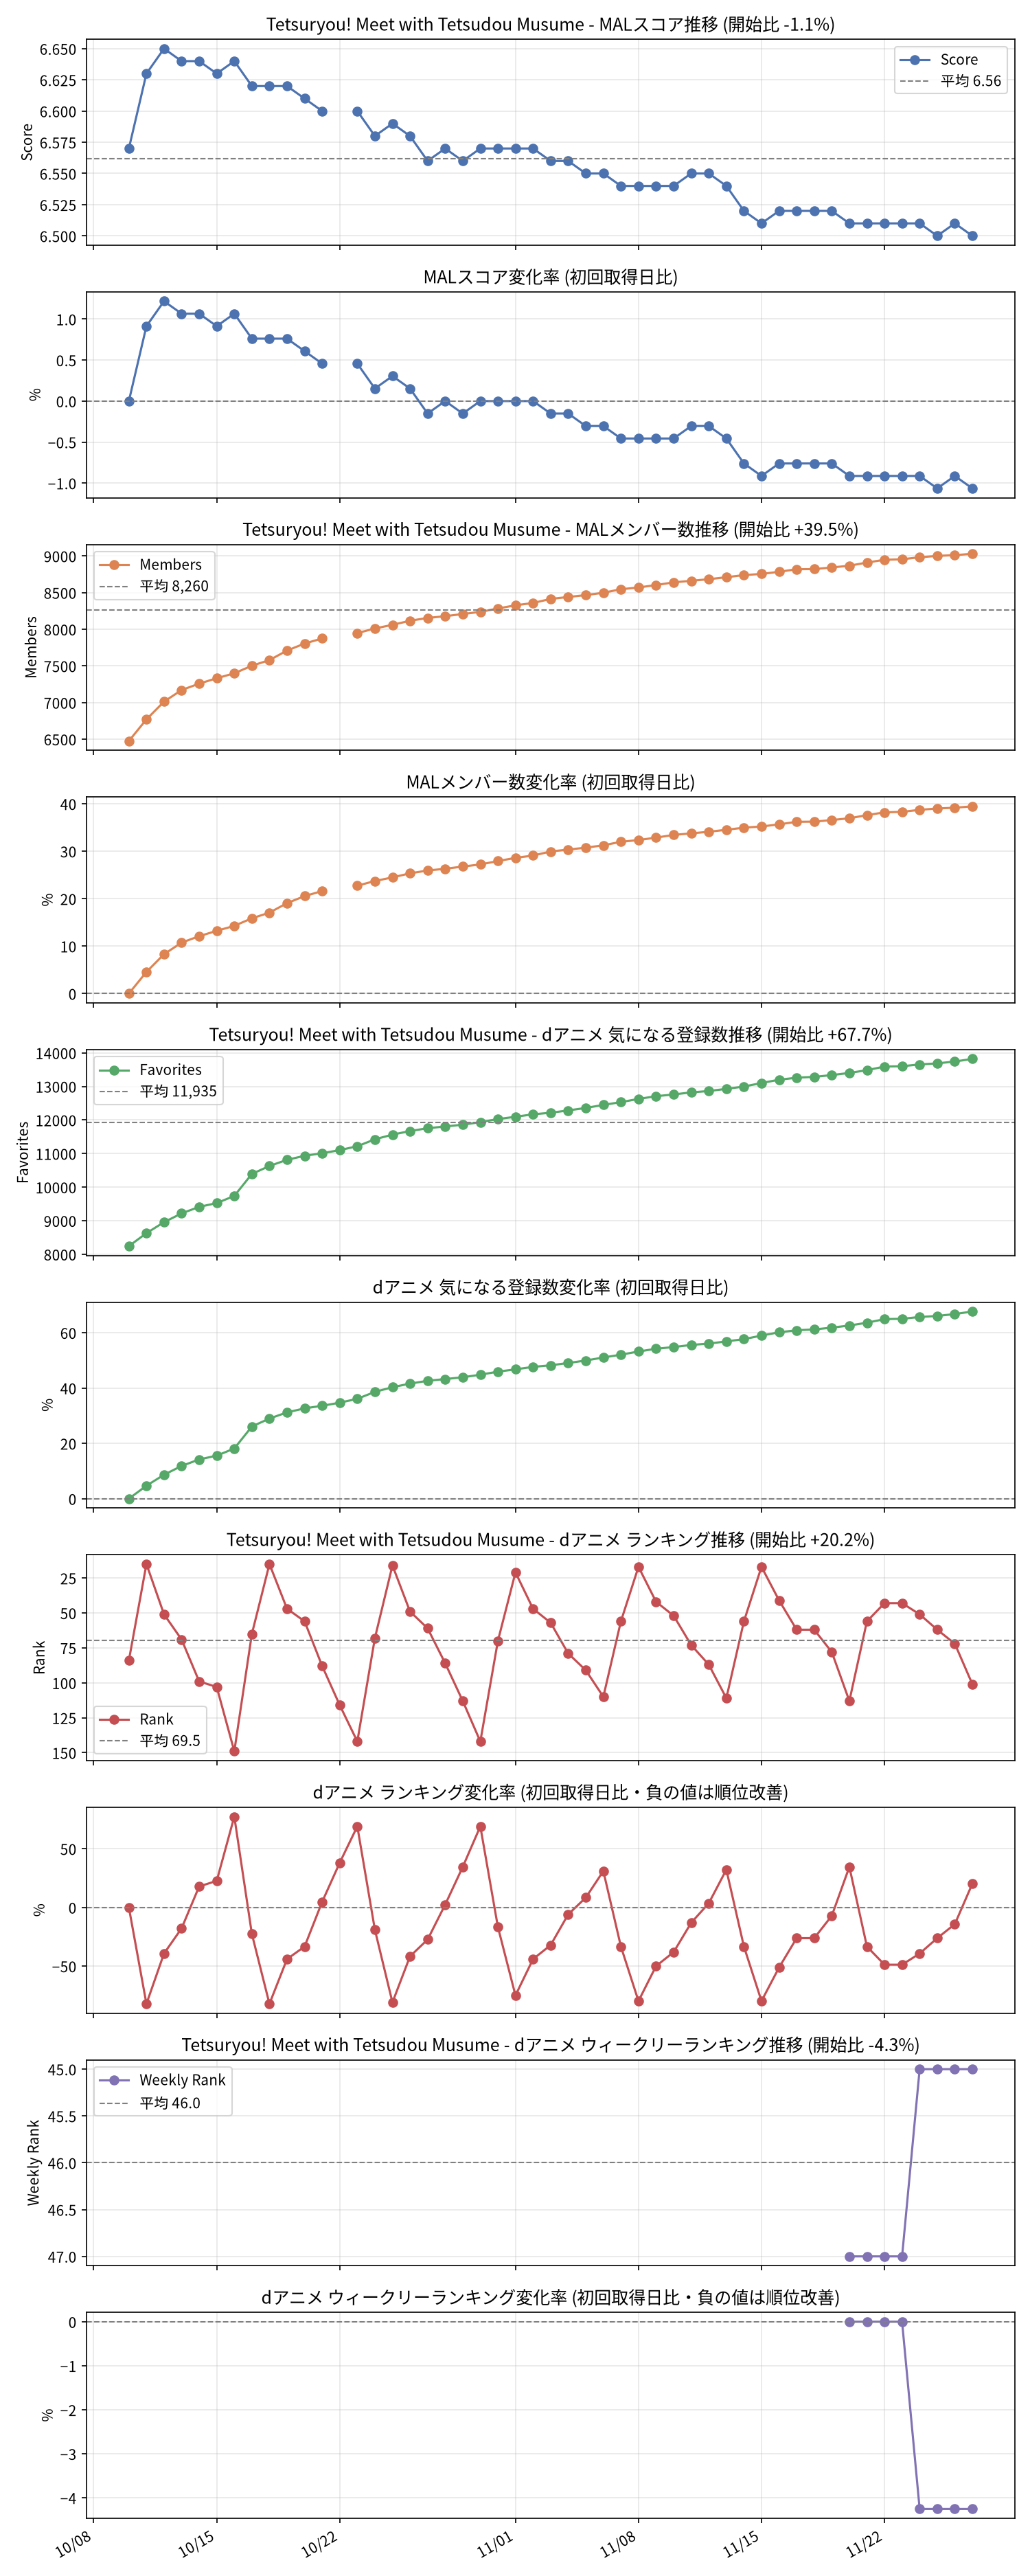 Tetsuryou! Meet with Tetsudou Musume - MALスコア推移 (開始比 -1.1%)
6.650
6.625
6.600
6.575
6.550
6.525
6.500
Score
Score
平均 6.56
MALスコア変化率 (初回取得日比)
1.0
0.5
0.0
−0.5
−1.0
%
Tetsuryou! Meet with Tetsudou Musume - MALメンバー数推移 (開始比 +39.5%)
9000
8500
8000
7500
7000
6500
Members
Members
平均 8,260
MALメンバー数変化率 (初回取得日比)
40
30
20
10
0
%
Tetsuryou! Meet with Tetsudou Musume - dアニメ 気になる登録数推移 (開始比 +67.7%)
14000
13000
12000
11000
10000
9000
8000
Favorites
Favorites
平均 11,935
dアニメ 気になる登録数変化率 (初回取得日比)
60
40
20
0
%
Tetsuryou! Meet with Tetsudou Musume - dアニメ ランキング推移 (開始比 +20.2%)
25
50
75
100
125
150
Rank
Rank
平均 69.5
dアニメ ランキング変化率 (初回取得日比・負の値は順位改善)
50
0
−50
%
Tetsuryou! Meet with Tetsudou Musume - dアニメ ウィークリーランキング推移 (開始比 -4.3%)
45.0
45.5
46.0
46.5
47.0
Weekly Rank
Weekly Rank
平均 46.0
dアニメ ウィークリーランキング変化率 (初回取得日比・負の値は順位改善)
0
−1
−2
−3
−4
%
10/08
10/15
10/22
11/01
11/08
11/15
11/22